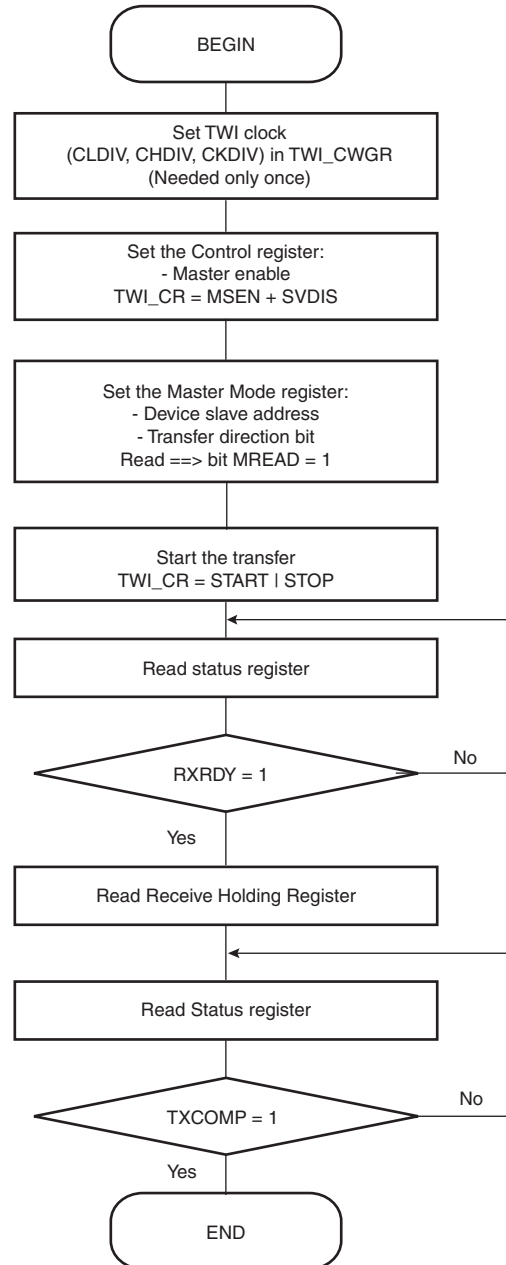 BEGIN
Set TWI clock
(CLDIV, CHDIV, CKDIV) in TWI_CWGR
(Needed only once)
Set the Control register:
- Master enable
TWI_CR = MSEN + SVDIS
Set the Master Mode register:
- Device slave address
- Transfer direction bit
Read ==> bit MREAD = 1
Start the transfer
TWI_CR = START | STOP
Read status register
RXRDY = 1
No
Yes
Read Receive Holding Register
Read Status register
TXCOMP = 1
No
Yes
END